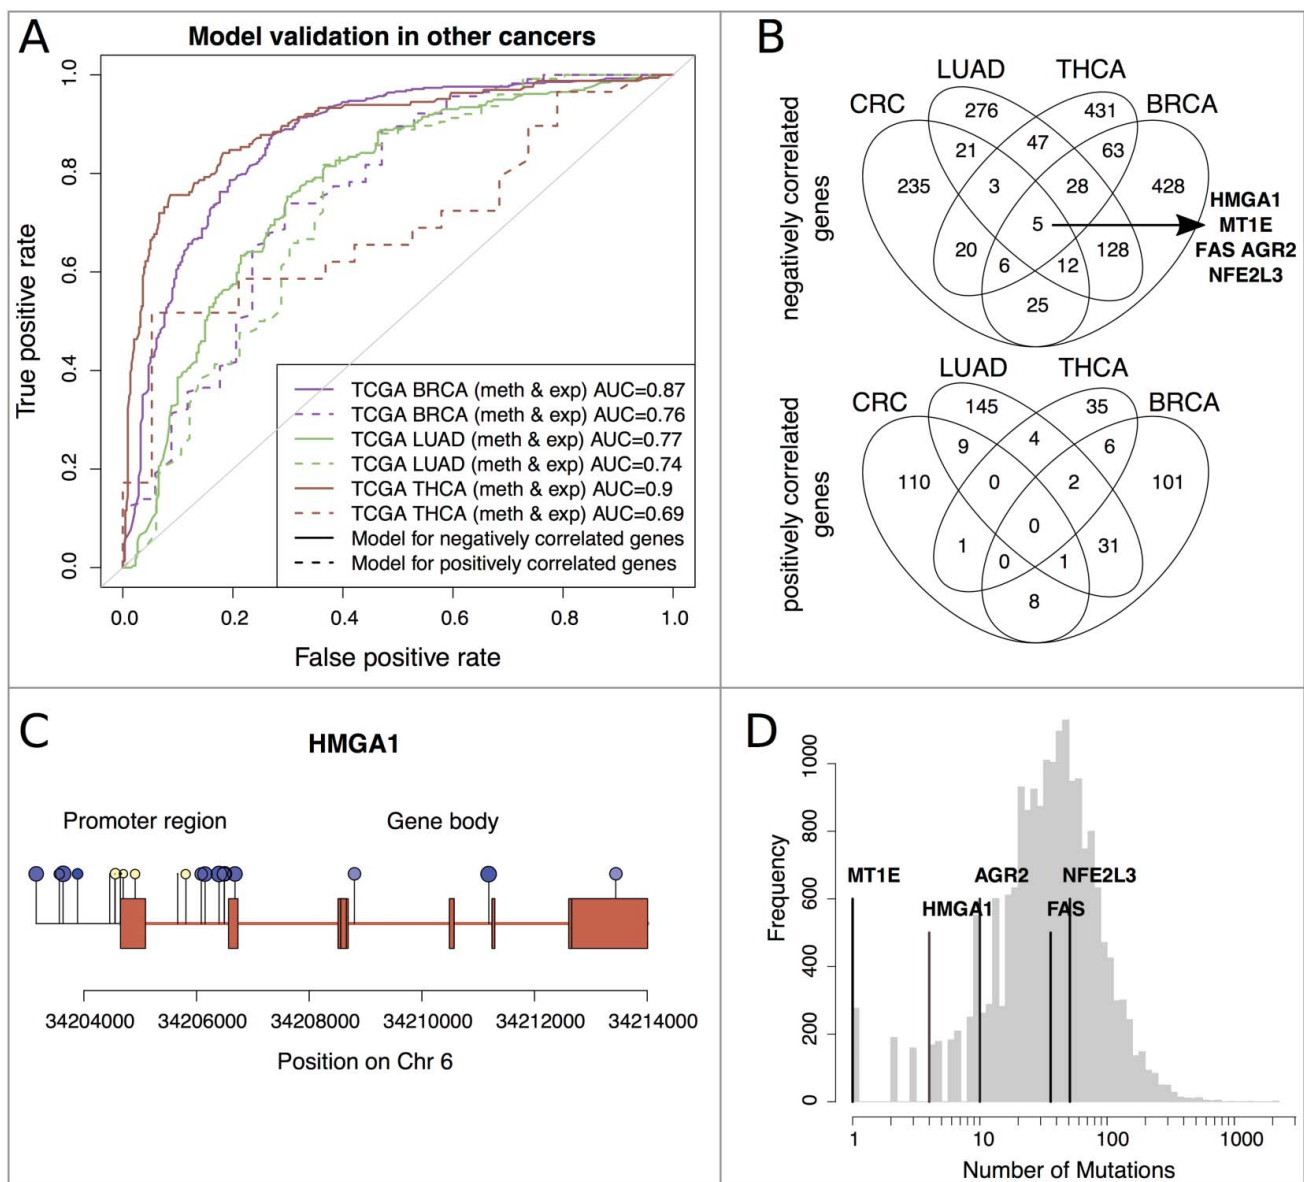 A
Model validation in other cancers
True positive rate
1.0
0.8
0.6
0.4
0.2
0.0
TCGA BRCA (meth & exp) AUC=0.87
TCGA BRCA (meth & exp) AUC=0.76
TCGA LUAD (meth & exp) AUC=0.77
TCGA LUAD (meth & exp) AUC=0.74
TCGA THCA (meth & exp) AUC=0.9
TCGA THCA (meth & exp) AUC=0.69
Model for negatively correlated genes
Model for positively correlated genes
0.0 0.2 0.4 0.6 0.8 1.0
False positive rate
B
negatively correlated
genes
LUAD THCA
CRC BRCA
276 431
21 47 63
235 3 28 428
5
20 6 12 128
25
HMGA1
MT1E
FAS AGR2
NFE2L3
positively correlated
genes
LUAD THCA
CRC BRCA
145 35
9 4 6
110 0 2 101
0
1 0 1 31
8
C
HMGA1
Promoter region Gene body
34204000 34206000 34208000 34210000 34212000 34214000
Position on Chr 6
D
Frequency
1000
800
600
400
200
0
MT1E AGR2 NFE2L3
HMGA1 FAS
1 10 100 1000
Number of Mutations